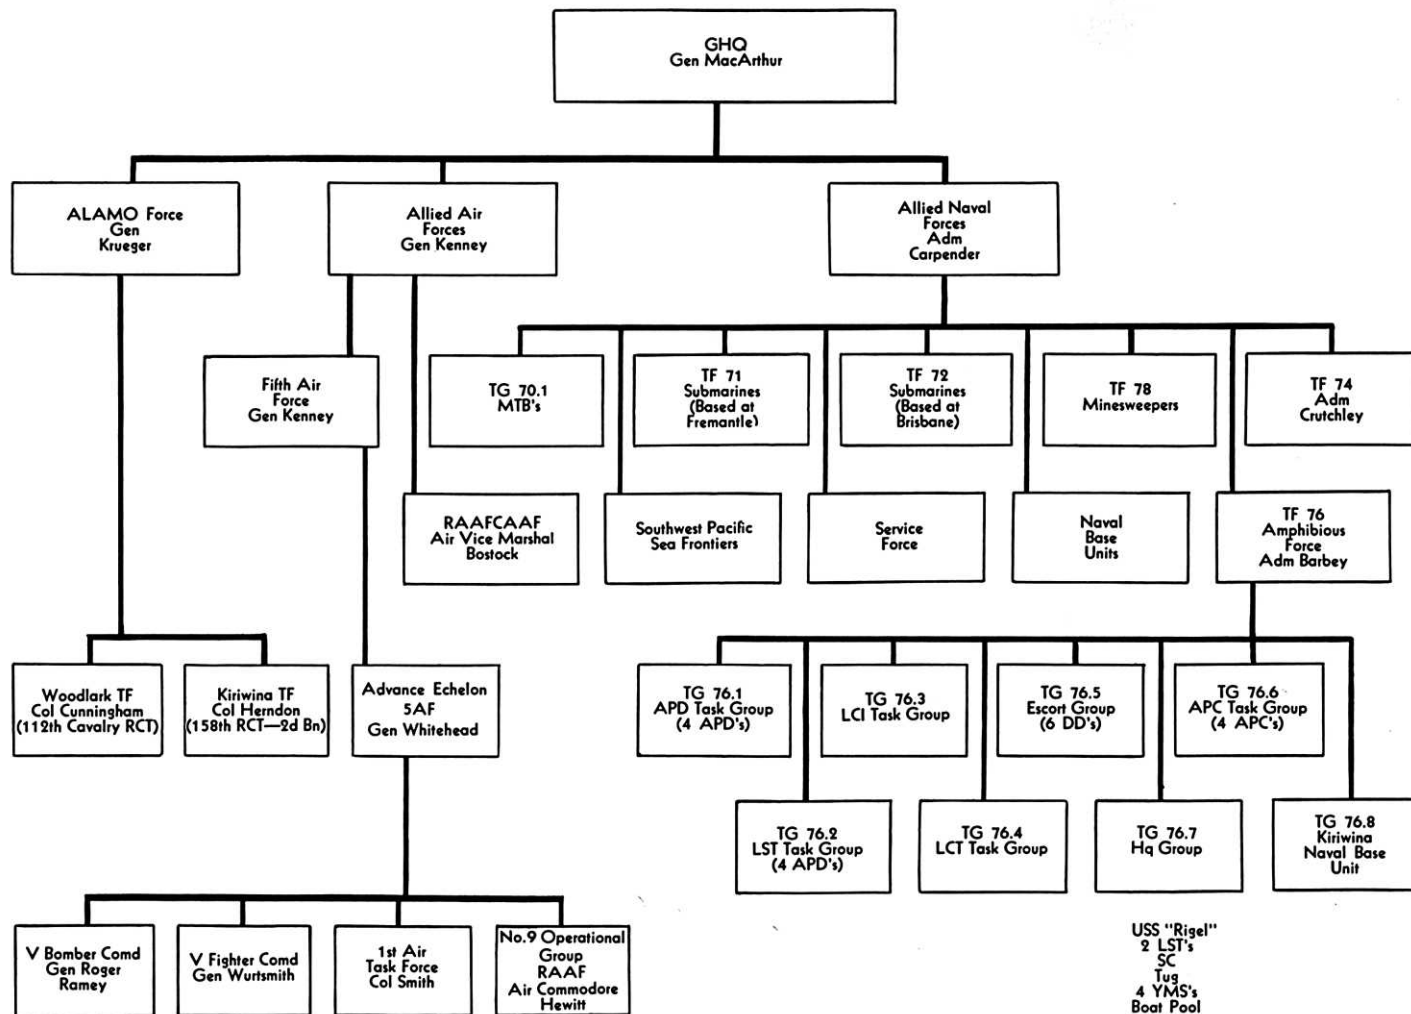 GHQ
Gen MacArthur
ALAMO Force
Gen
Krueger
Allied Air
Forces
Gen Kenney
Allied Naval
Forces
Adm
Carpender
Fifth Air
Force
Gen Kenney
TG 70.1
MTB's
TF 71
Submarines
(Based at
Fremantle)
TF 72
Submarines
(Based at
Brisbane)
TF 78
Minesweepers
TF 74
Adm
Crutchley
RAAFCAAF
Air Vice Marshal
Bostock
Southwest Pacific
Sea Frontiers
Service
Force
Naval
Base
Units
TF 76
Amphibious
Force
Adm Barbey
Woodlark TF
Col Cunningham
(112th Cavalry RCT)
Kiriwina TF
Col Herndon
(158th RCT—2d Bn)
Advance Echelon
5AF
Gen Whitehead
TG 76.1
APD Task Group
(4 APD's)
TG 76.3
LCI Task Group
TG 76.5
Escort Group
(6 DD's)
TG 76.6
APC Task Group
(4 APC's)
TG 76.2
LST Task Group
(4 APD's)
TG 76.4
LCT Task Group
TG 76.7
Hq Group
TG 76.8
Kiriwina
Naval Base
Unit
V Bomber Comd
Gen Roger
Ramey
V Fighter Comd
Gen Wurtsmith
1st Air
Task Force
Col Smith
No.9 Operational
Group
RAAF
Air Commodore
Hewitt
USS "Rigel"
2 LST's
SC
Tug
4 YMS's
Boat Pool